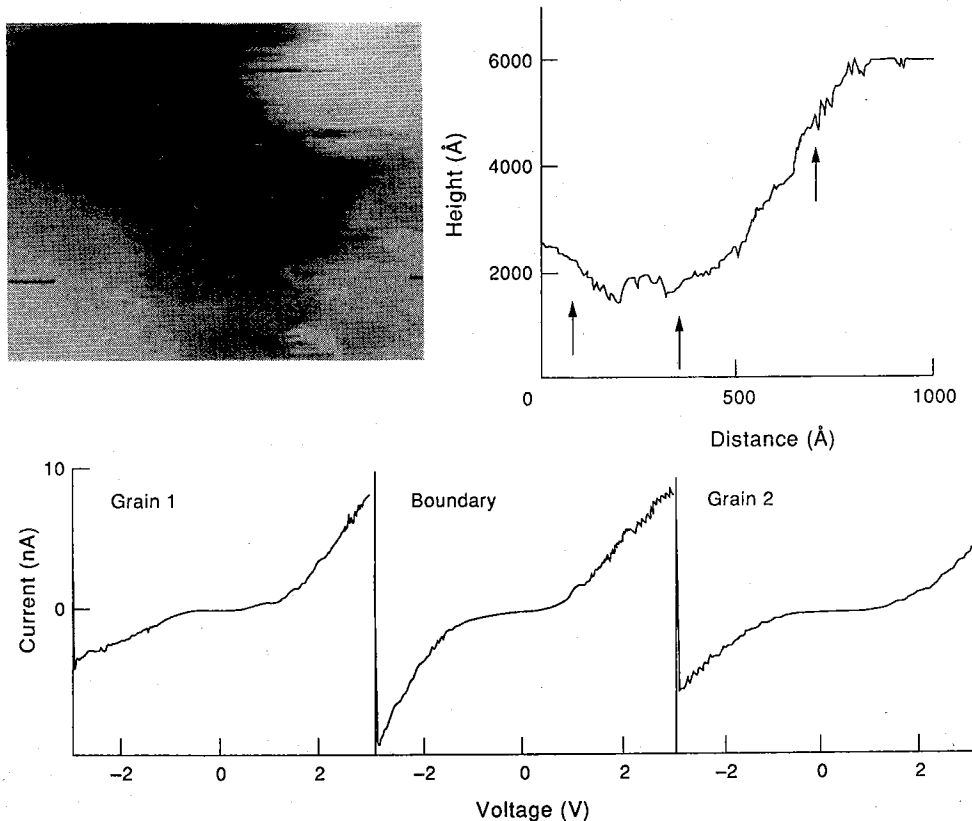 6000
4000
2000
Height (Å)
0
500
1000
Distance (Å)
10
0
Current (nA)
Grain 1
Boundary
Grain 2
−2 0 2 −2 0 2 −2 0 2
Voltage (V)